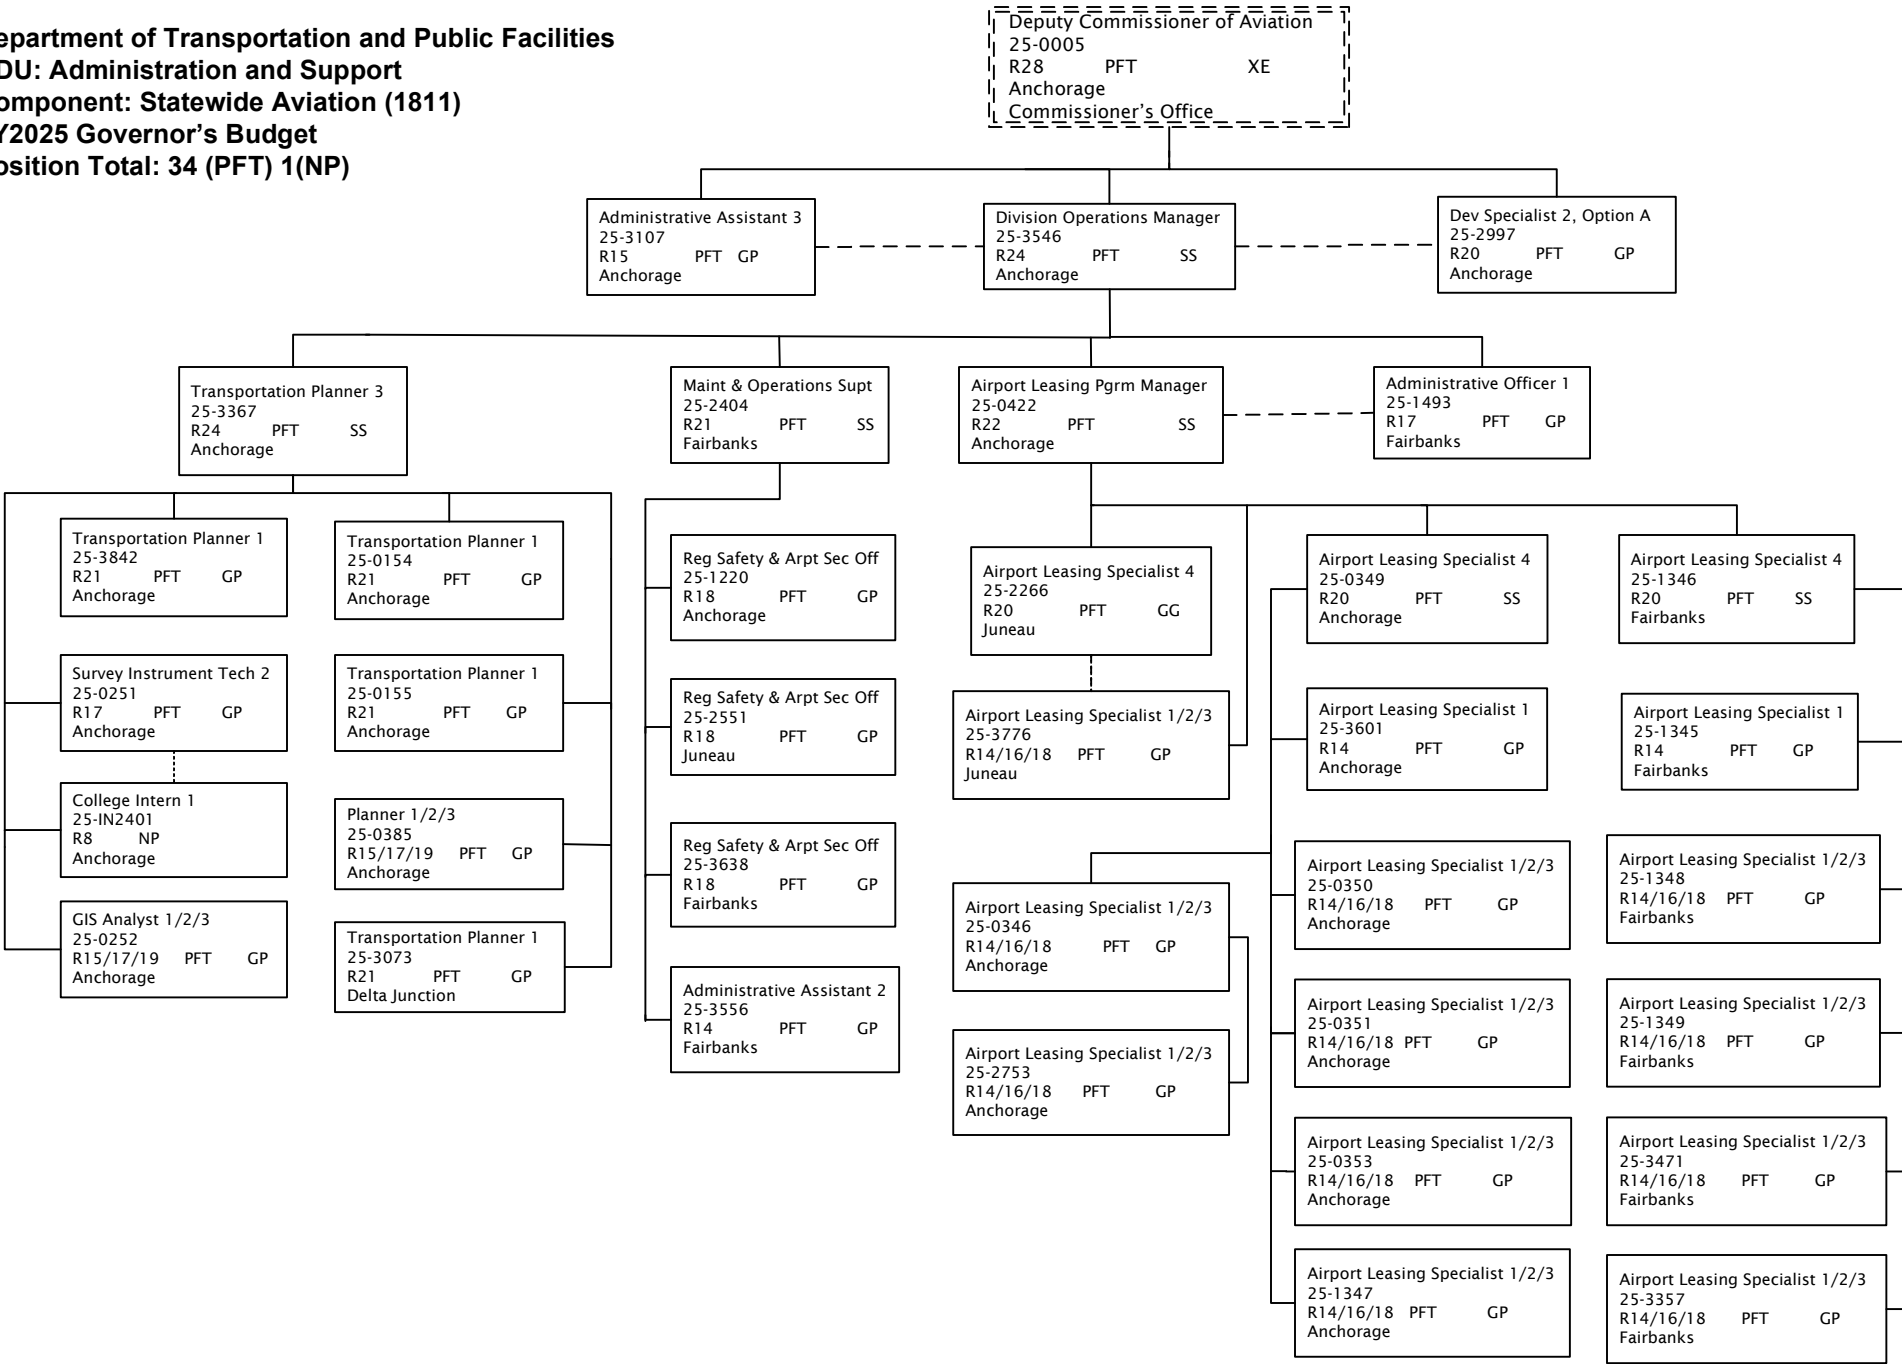 epartment of Transportation and Public Facilities
DU: Administration and Support
omponent: Statewide Aviation (1811)
Y2025 Governor's Budget
osition Total: 34 (PFT) 1(NP)
Deputy Commissioner of Aviation
25-0005
R28 PFT XE
Anchorage
Commissioner's Office
Administrative Assistant 3
25-3107
R15 PFT GP
Anchorage
Division Operations Manager
25-3546
R24 PFT SS
Anchorage
Dev Specialist 2, Option A
25-2997
R20 PFT GP
Anchorage
Transportation Planner 3
25-3367
R24 PFT SS
Anchorage
Maint & Operations Supt
25-2404
R21 PFT SS
Fairbanks
Airport Leasing Pgrm Manager
25-0422
R22 PFT SS
Anchorage
Administrative Officer 1
25-1493
R17 PFT GP
Fairbanks
Transportation Planner 1
25-3842
R21 PFT GP
Anchorage
Survey Instrument Tech 2
25-0251
R17 PFT GP
Anchorage
College Intern 1
25-IN2401
R8 NP
Anchorage
GIS Analyst 1/2/3
25-0252
R15/17/19 PFT GP
Anchorage
Transportation Planner 1
25-0154
R21 PFT GP
Anchorage
Transportation Planner 1
25-0155
R21 PFT GP
Anchorage
Planner 1/2/3
25-0385
R15/17/19 PFT GP
Anchorage
Transportation Planner 1
25-3073
R21 PFT GP
Delta Junction
Reg Safety & Arpt Sec Off
25-1220
R18 PFT GP
Anchorage
Reg Safety & Arpt Sec Off
25-2551
R18 PFT GP
Juneau
Reg Safety & Arpt Sec Off
25-3638
R18 PFT GP
Fairbanks
Administrative Assistant 2
25-3556
R14 PFT GP
Fairbanks
Airport Leasing Specialist 4
25-2266
R20 PFT GG
Juneau
Airport Leasing Specialist 1/2/3
25-3776
R14/16/18 PFT GP
Juneau
Airport Leasing Specialist 1/2/3
25-0346
R14/16/18 PFT GP
Anchorage
Airport Leasing Specialist 1/2/3
25-2753
R14/16/18 PFT GP
Anchorage
Airport Leasing Specialist 4
25-0349
R20 PFT SS
Anchorage
Airport Leasing Specialist 1
25-3601
R14 PFT GP
Anchorage
Airport Leasing Specialist 1/2/3
25-0350
R14/16/18 PFT GP
Anchorage
Airport Leasing Specialist 1/2/3
25-0351
R14/16/18 PFT GP
Anchorage
Airport Leasing Specialist 1/2/3
25-0353
R14/16/18 PFT GP
Anchorage
Airport Leasing Specialist 1/2/3
25-1347
R14/16/18 PFT GP
Anchorage
Airport Leasing Specialist 4
25-1346
R20 PFT SS
Fairbanks
Airport Leasing Specialist 1
25-1345
R14 PFT GP
Fairbanks
Airport Leasing Specialist 1/2/3
25-1348
R14/16/18 PFT GP
Fairbanks
Airport Leasing Specialist 1/2/3
25-1349
R14/16/18 PFT GP
Fairbanks
Airport Leasing Specialist 1/2/3
25-3471
R14/16/18 PFT GP
Fairbanks
Airport Leasing Specialist 1/2/3
25-3357
R14/16/18 PFT GP
Fairbanks